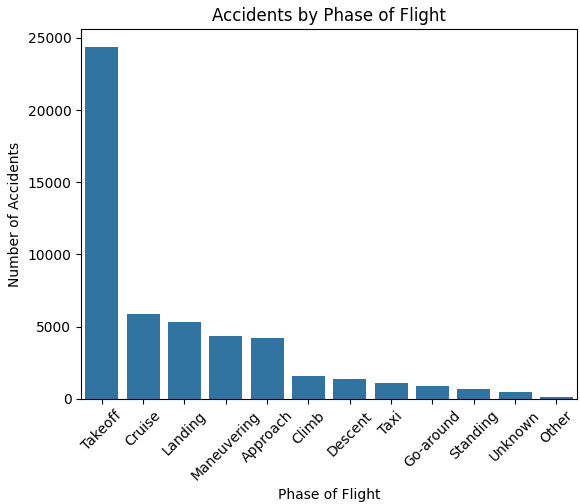 Accidents by Phase of Flight
Number of Accidents
25000
20000
15000
10000
5000
0
Takeoff
Cruise
Landing
Maneuvering
Approach
Climb
Descent
Taxi
Go-around
Standing
Unknown
Other
Phase of Flight